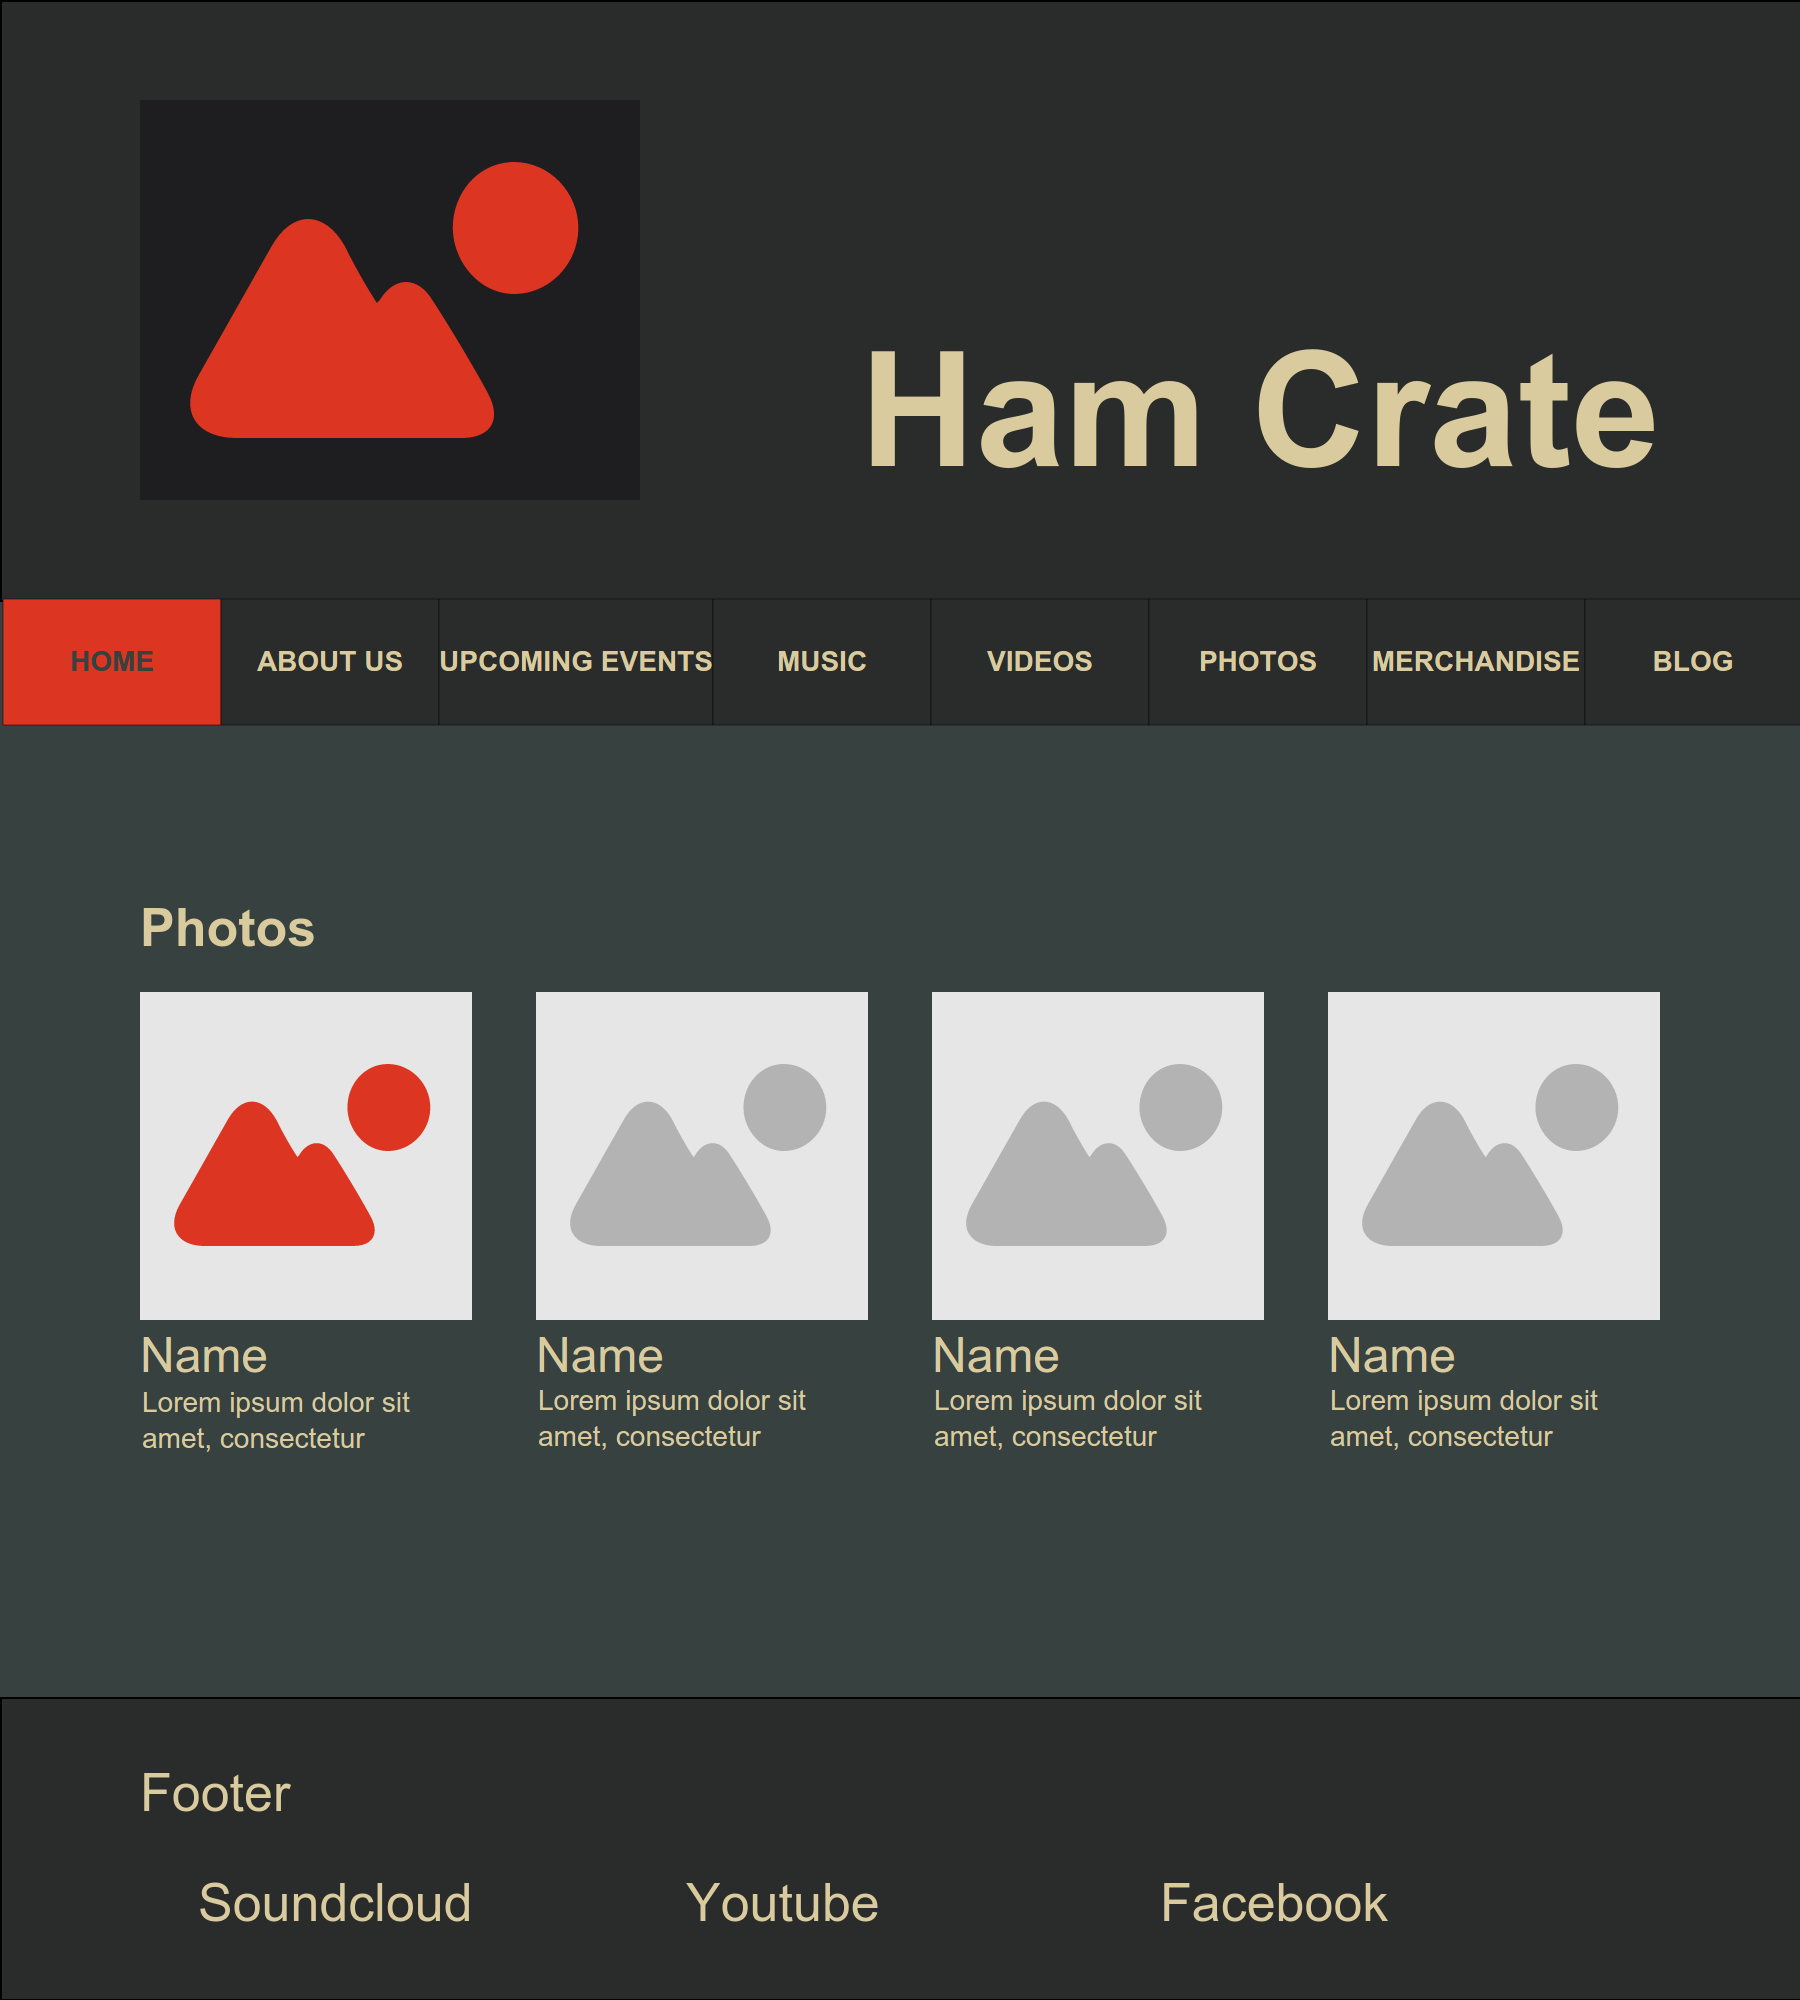 Ham Crate
HOME ABOUT US UPCOMING EVENTS MUSIC VIDEOS PHOTOS MERCHANDISE BLOG
Photos
Name Name Name Name
Lorem ipsum dolor sit Lorem ipsum dolor sit Lorem ipsum dolor sit Lorem ipsum dolor sit
amet, consectetur amet, consectetur amet, consectetur amet, consectetur
Footer
Soundcloud Youtube Facebook